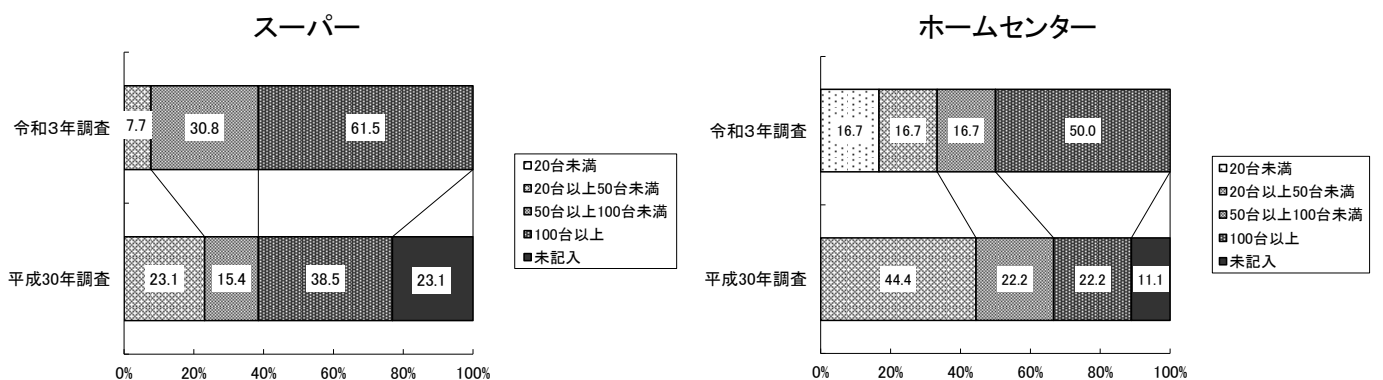 スーパー
令和3年調査
7.7
30.8
61.5
平成30年調査
23.1
15.4
38.5
23.1
0%
20%
40%
60%
80%
100%
20台未満
20台以上50台未満
50台以上100台未満
100台以上
未記入
ホームセンター
令和3年調査
16.7
16.7
16.7
50.0
平成30年調査
44.4
22.2
22.2
11.1
0%
20%
40%
60%
80%
100%
20台未満
20台以上50台未満
50台以上100台未満
100台以上
未記入